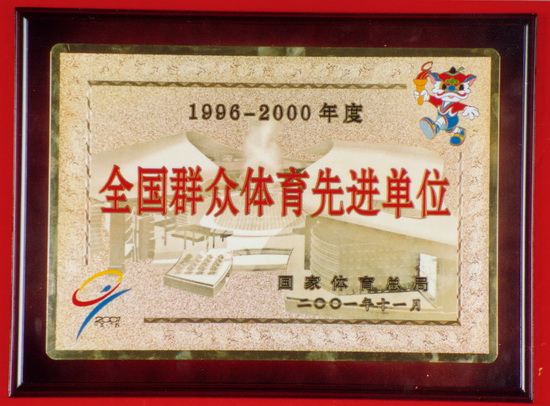 1996-2000年度
全国群众体育先进单位
国家体育总局
二〇〇一年十一月
2001